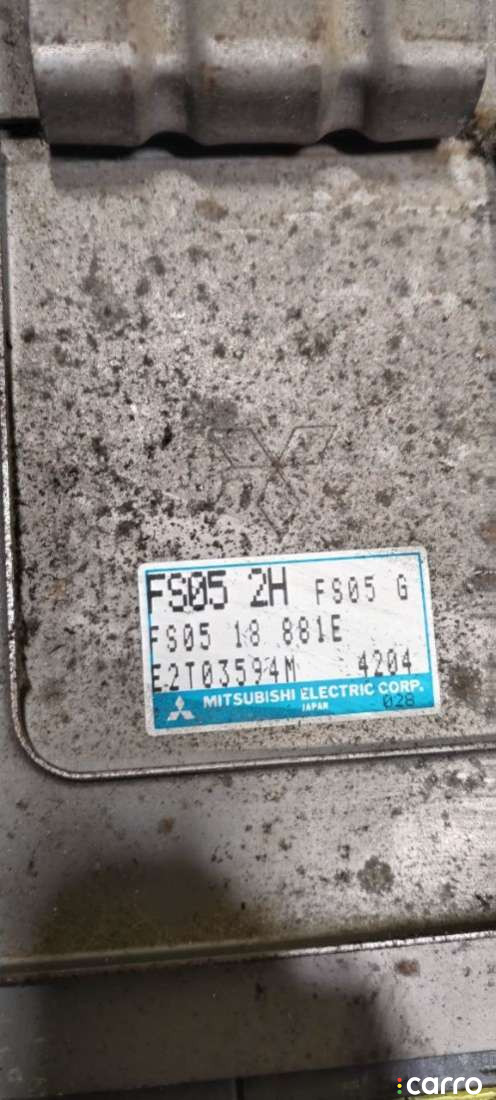 FS05 2H FS05 G
FS05 18 881E
E2T03594M 4204
MITSUBISHI ELECTRIC CORP.
JAPAN 028
carro